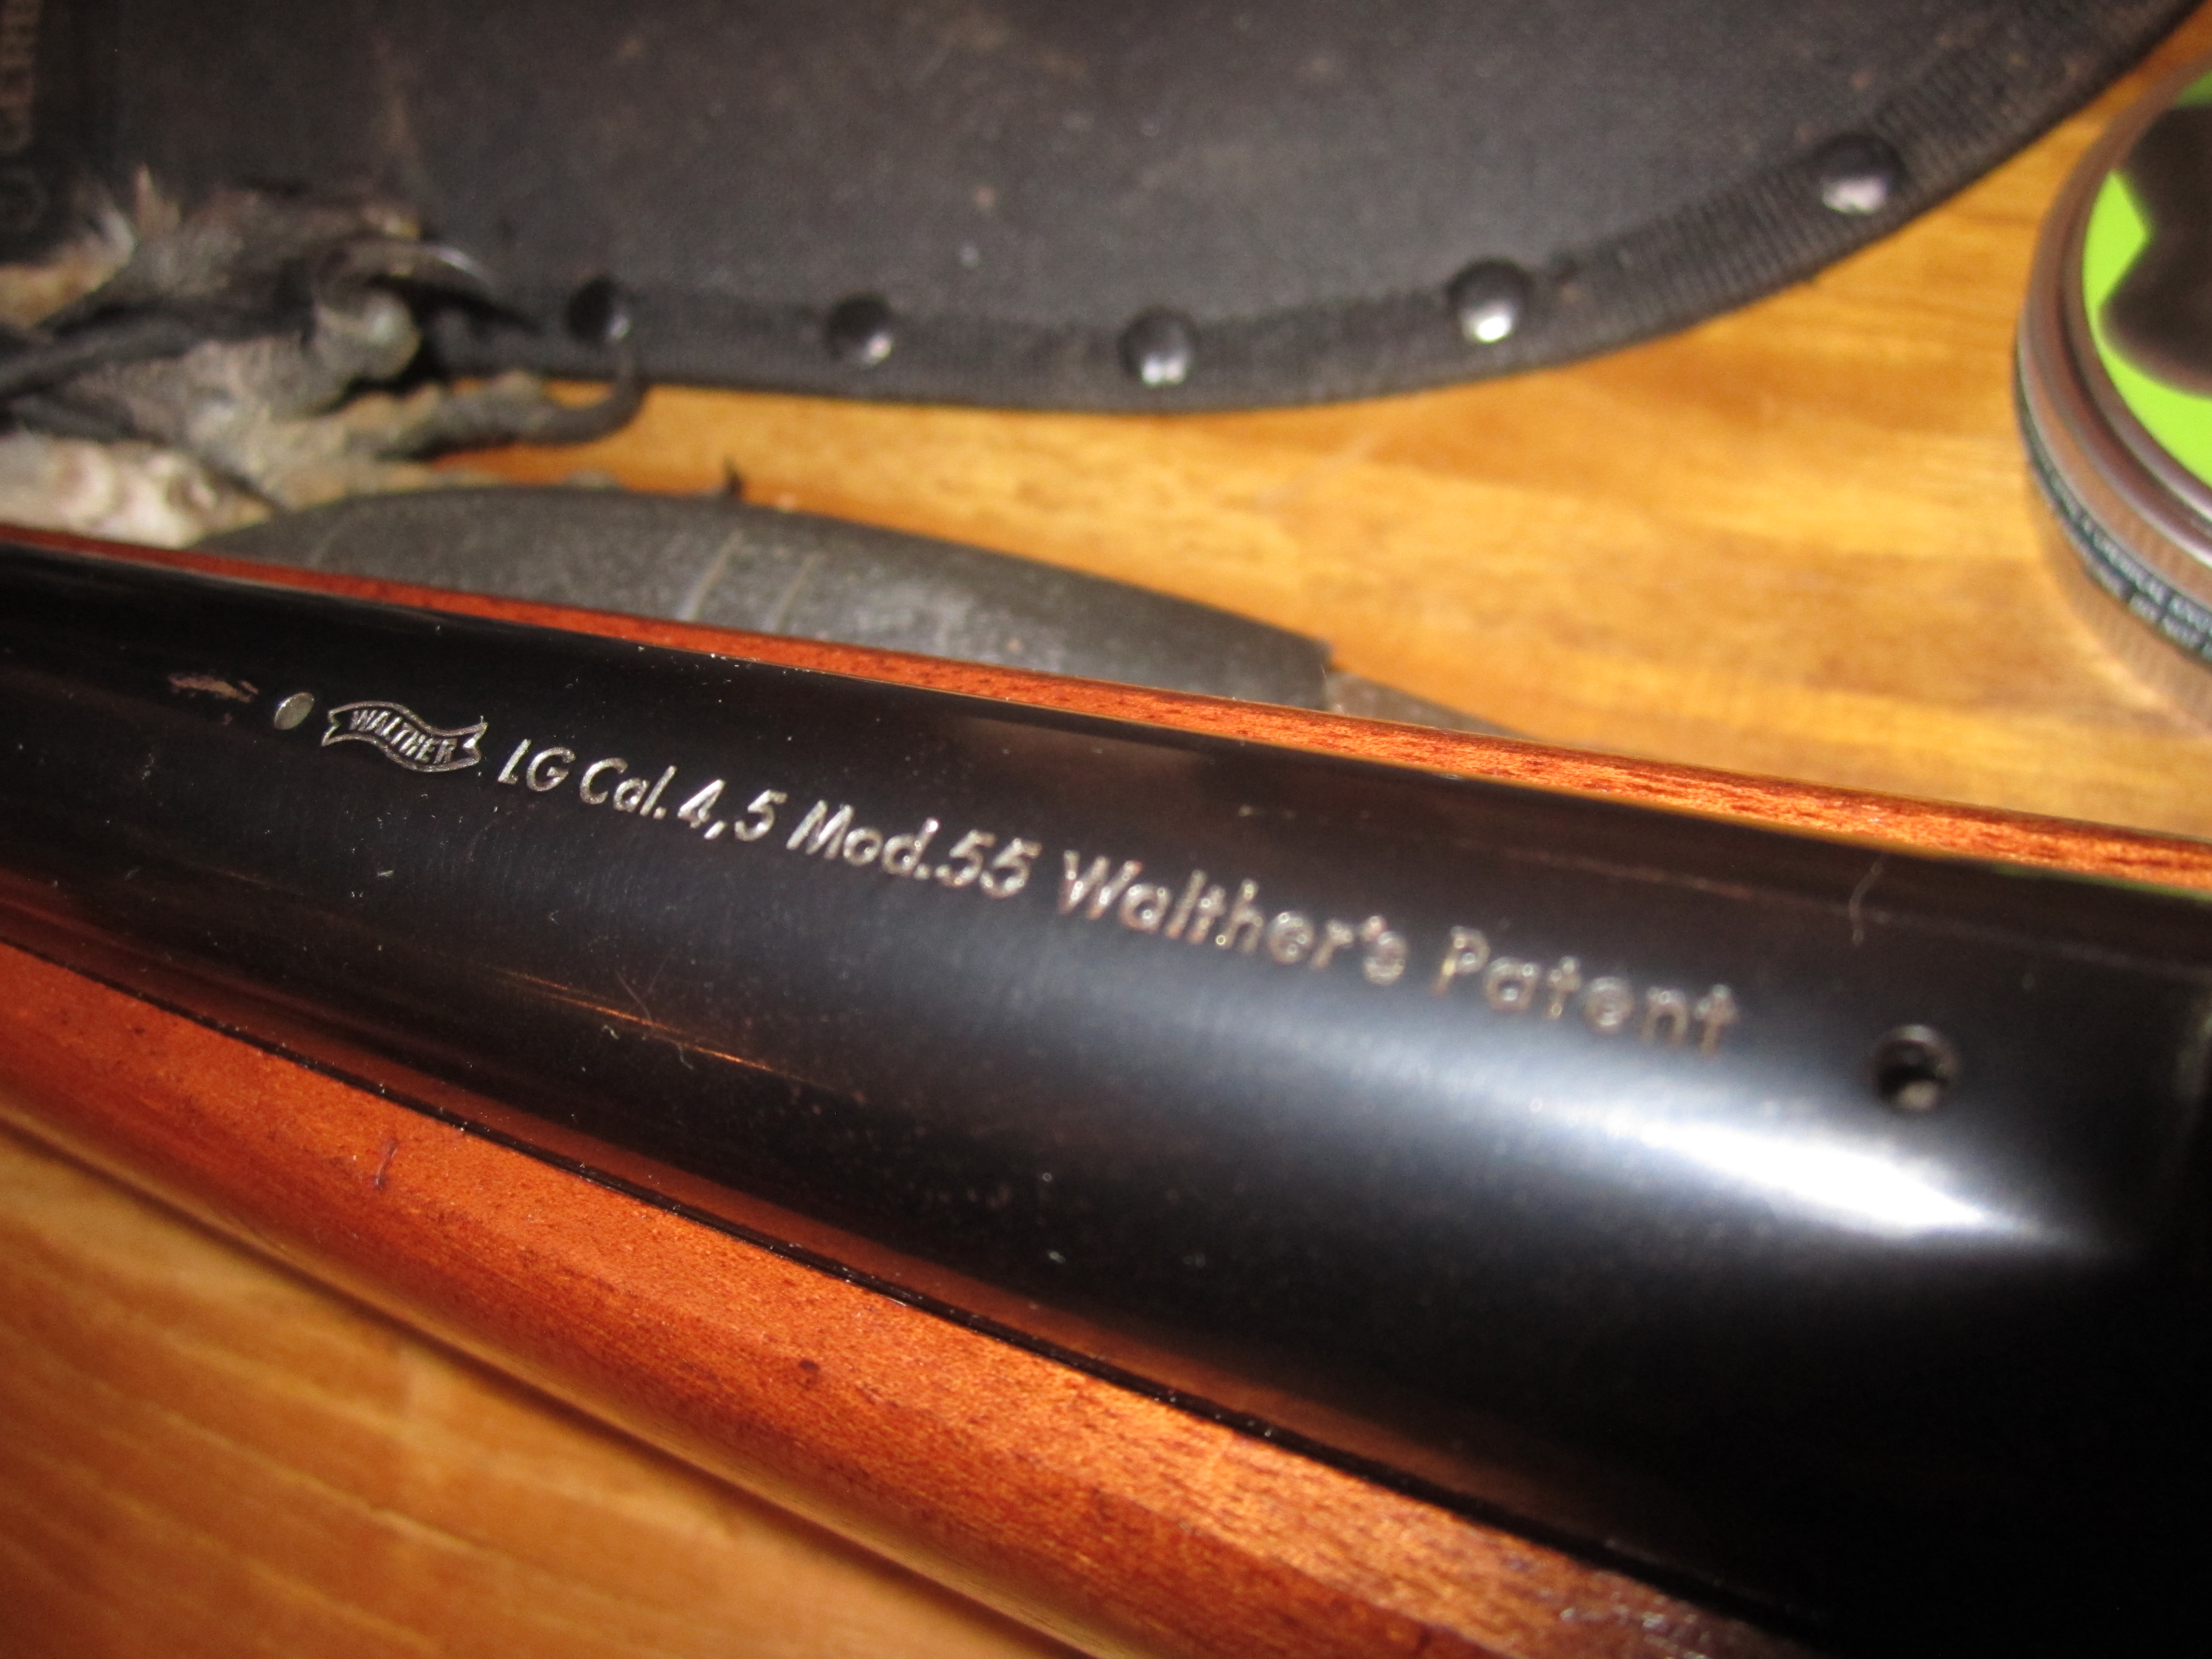 WALTHER LG Cal. 4,5 Mod. 55 Walther's Patent